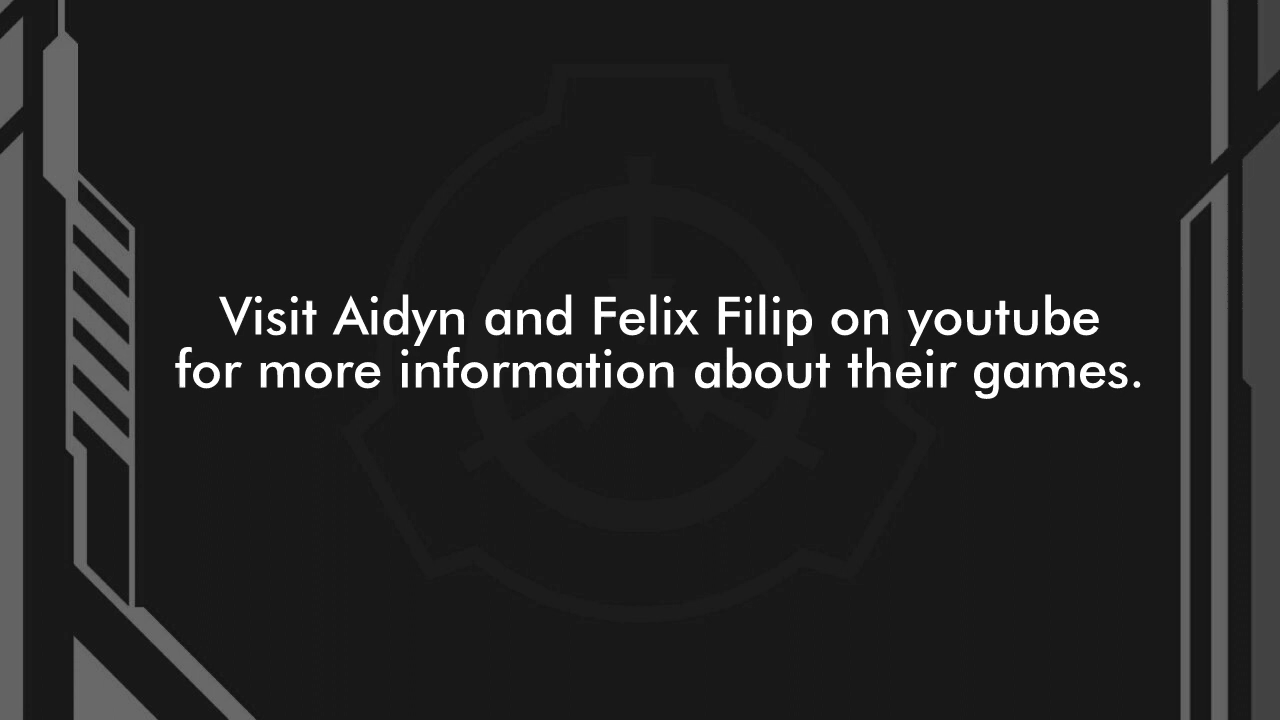 Visit Aidyn and Felix Filip on youtube
for more information about their games.